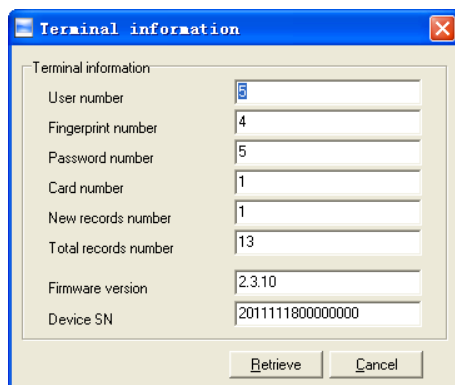 Terminal information
Terminal information
User number 5
Fingerprint number 4
Password number 5
Card number 1
New records number 1
Total records number 13
Firmware version 2.3.10
Device SN 2011111800000000
Retrieve Cancel